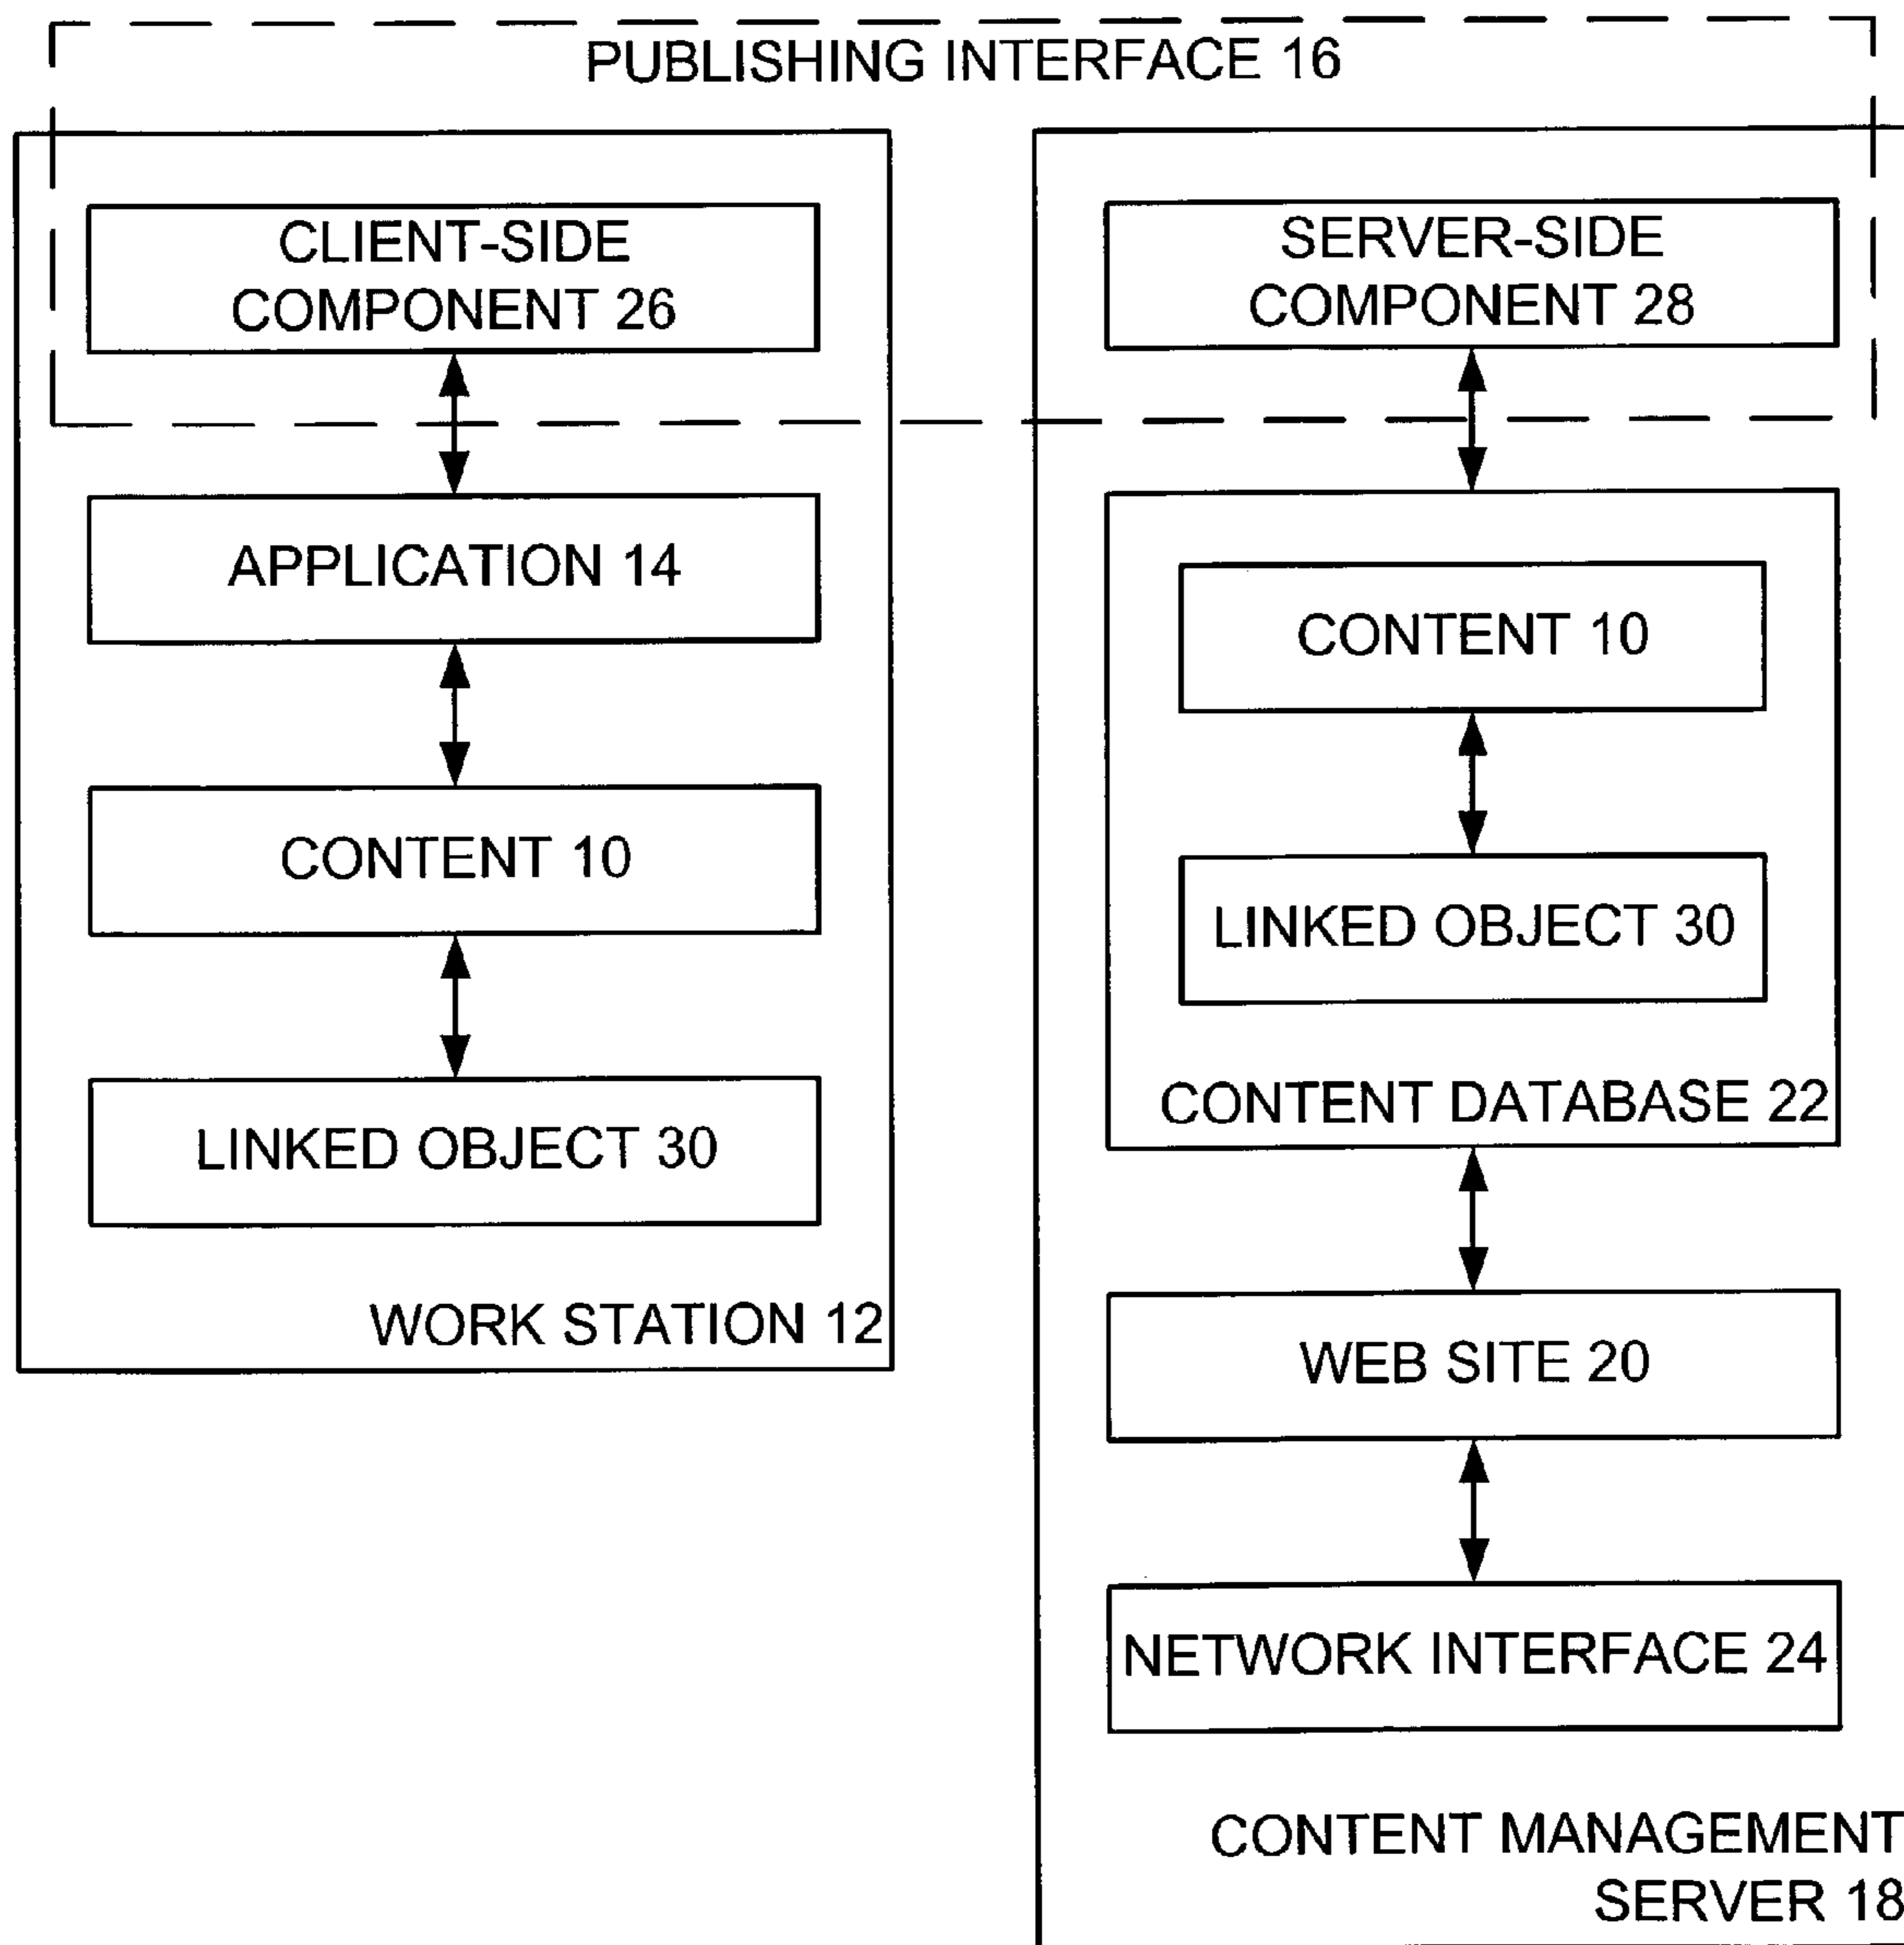 PUBLISHING INTERFACE 16
CLIENT-SIDE
COMPONENT 26
APPLICATION 14
CONTENT 10
LINKED OBJECT 30
WORK STATION 12
SERVER-SIDE
COMPONENT 28
CONTENT 10
LINKED OBJECT 30
CONTENT DATABASE 22
WEB SITE 20
NETWORK INTERFACE 24
CONTENT MANAGEMENT
SERVER 18